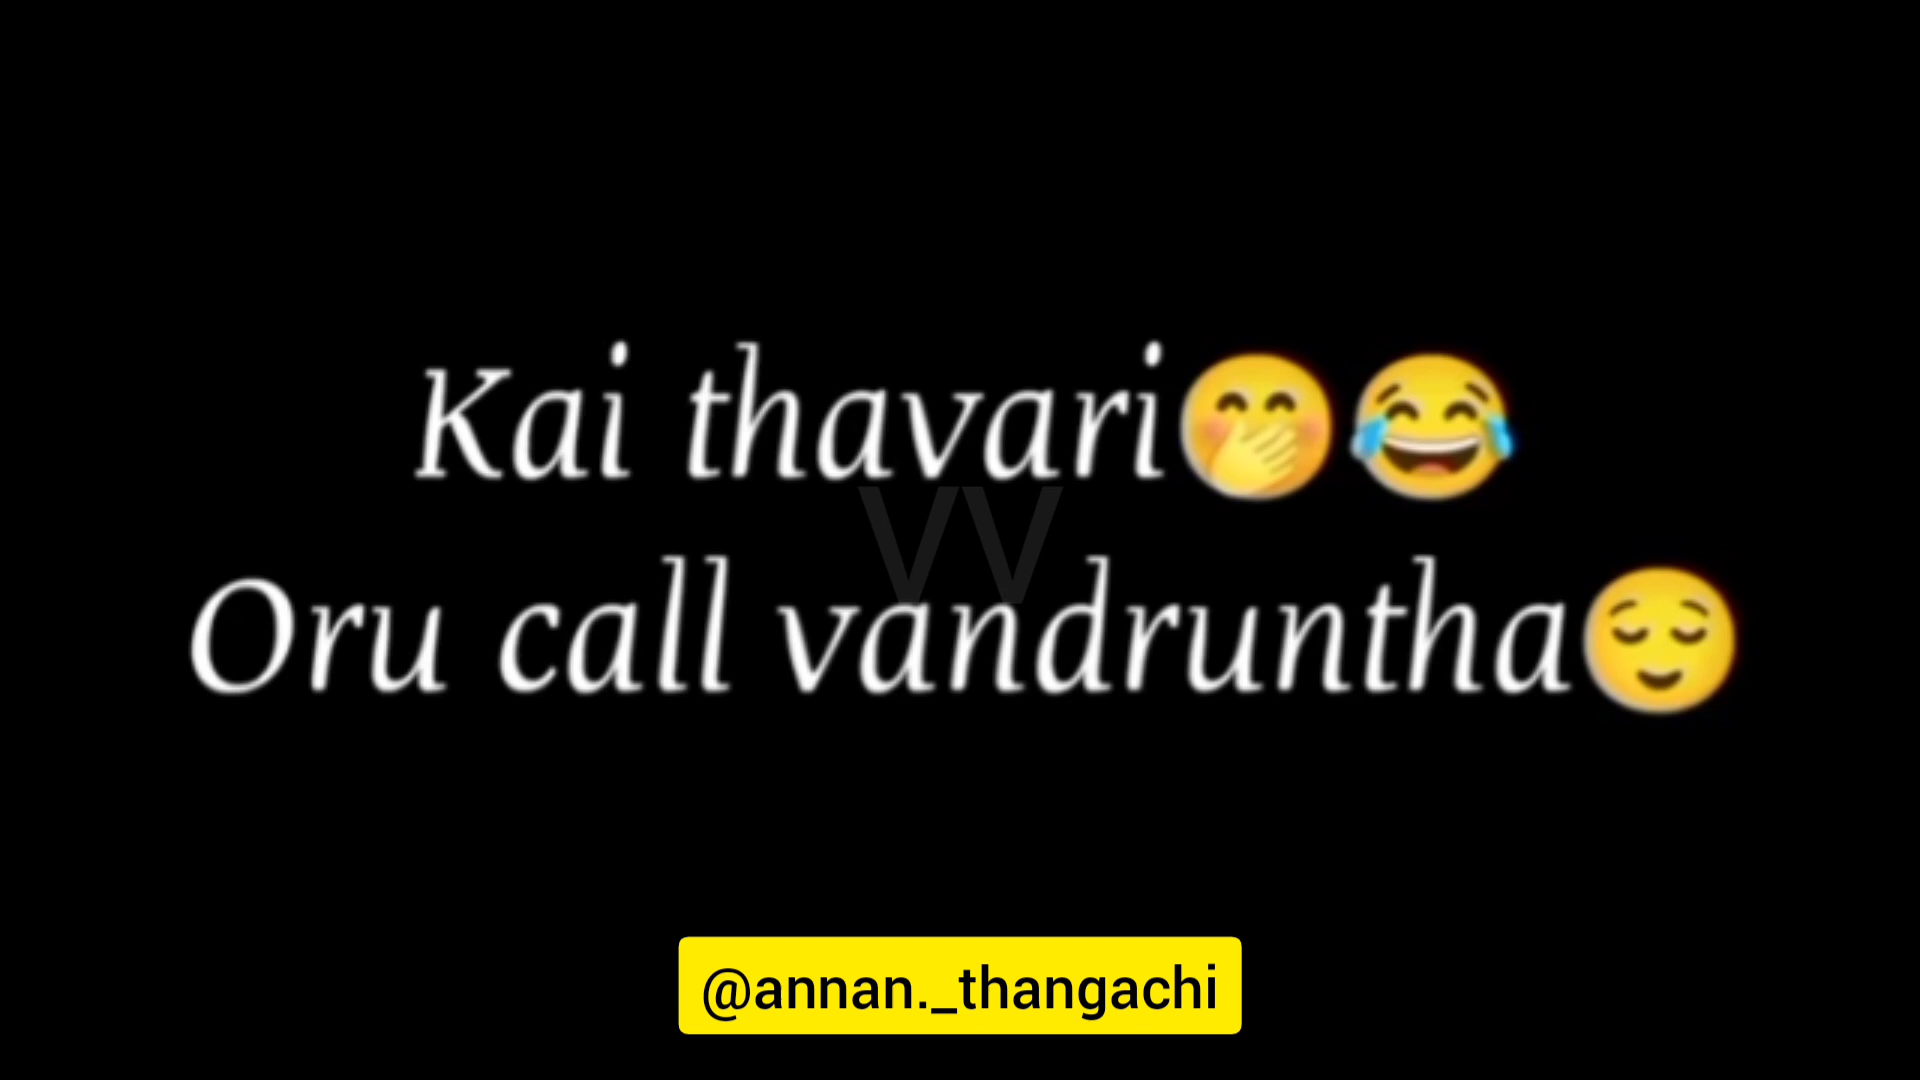 Kai thavari🤭😂
Oru call vandruntha😌
@annan._thangachi